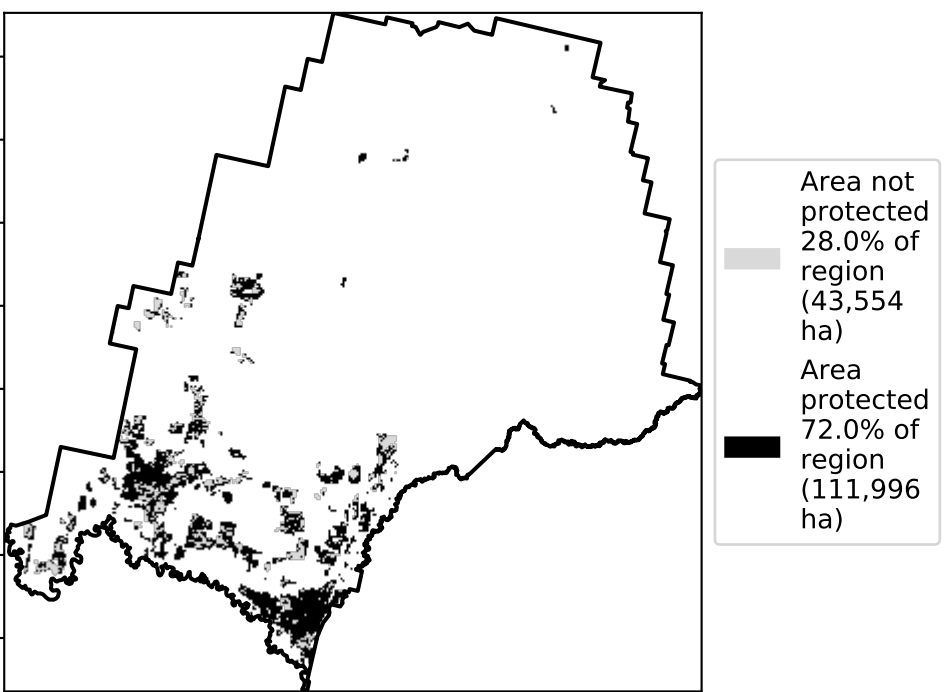 Area not
protected
28.0% of
region
(43,554
ha)
Area
protected
72.0% of
region
(111,996
ha)